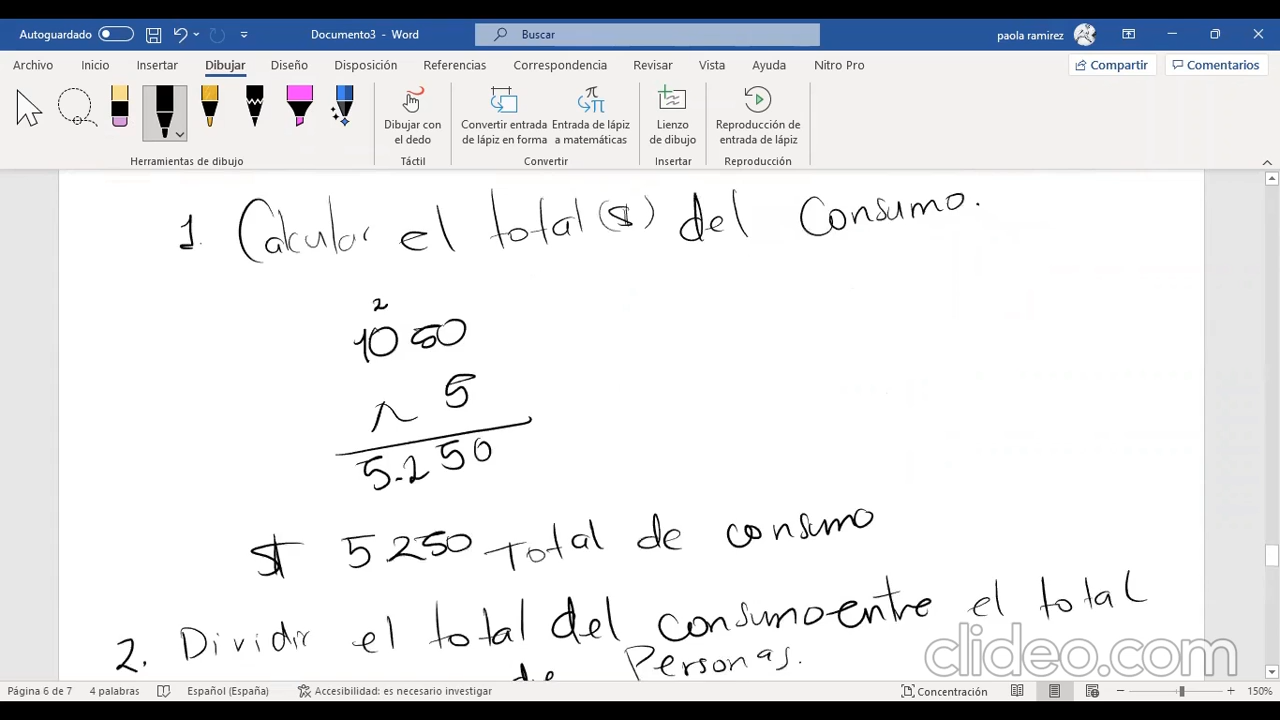 Autoguardado
Documento3 - Word
Buscar
paola ramirez
Archivo Inicio Insertar Dibujar Diseño Disposición Referencias Correspondencia Revisar Vista Ayuda Nitro Pro
Compartir
Comentarios
Dibujar con el dedo
Convertir entrada de lápiz en forma
Entrada de lápiz a matemáticas
Lienzo de dibujo
Reproducción de entrada de lápiz
Herramientas de dibujo
Táctil
Convertir
Insertar
Reproducción
1. Calcular el total ($) del Consumo.
2
1050
x 5
5.250
$ 5250 Total de consumo
2. Dividir el total del consumo entre el total
de Personas.
clideo.com
Página 6 de 7 4 palabras Español (España) Accesibilidad: es necesario investigar Concentración 150%